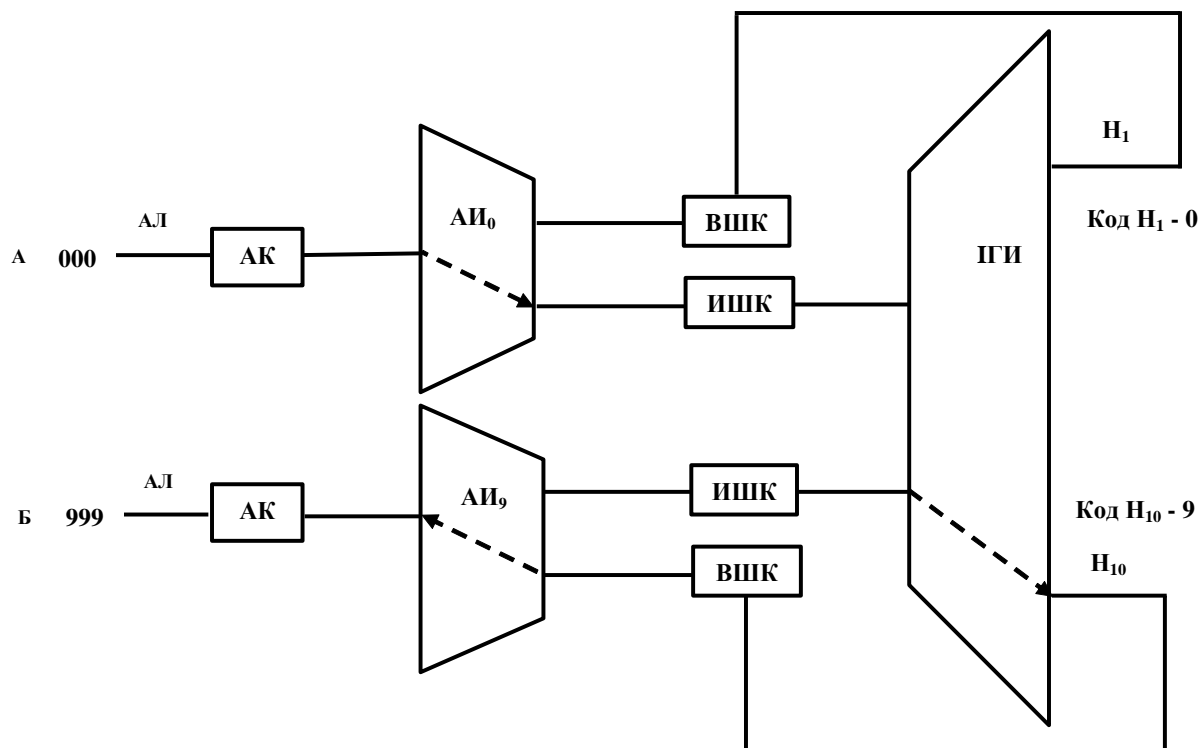 Н₁
АЛ
АИ₀
ВШК
Код Н₁ - 0
А 000
АК
IГИ
ИШК
АЛ
АИ₉
ИШК
Код Н₁₀ - 9
Б 999
АК
ВШК
Н₁₀